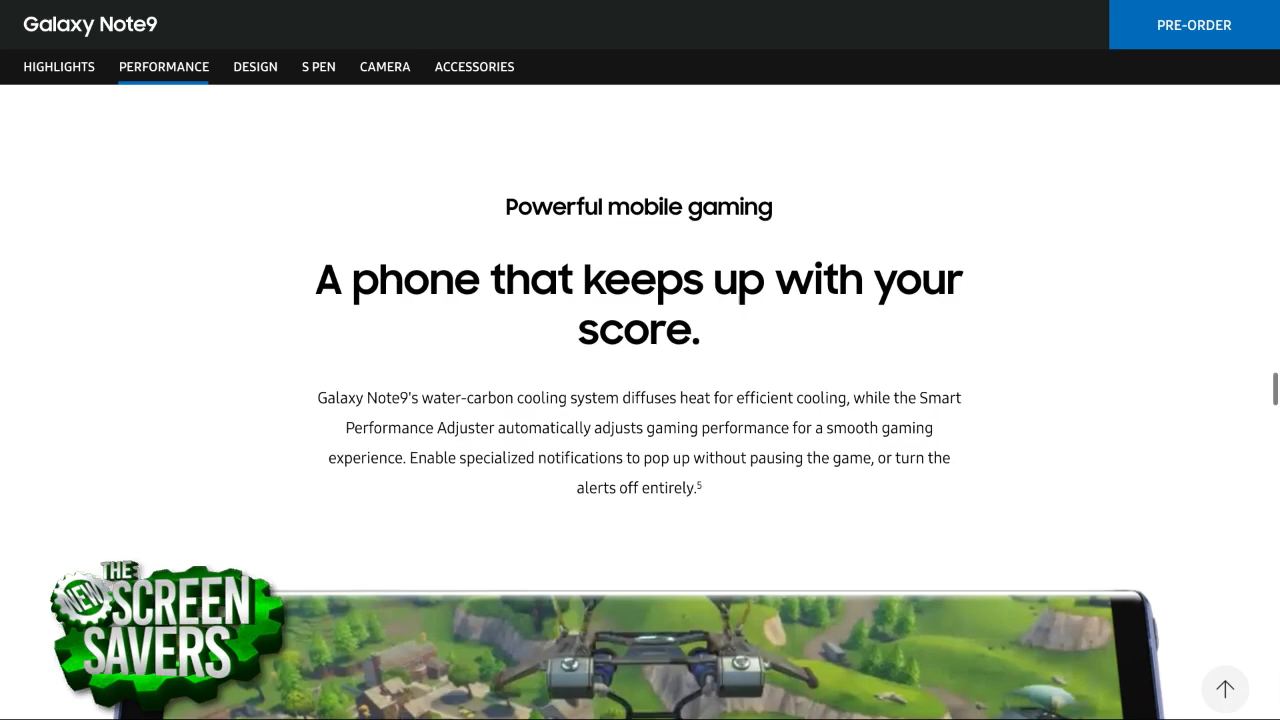 Galaxy Note9
PRE-ORDER
HIGHLIGHTS PERFORMANCE DESIGN S PEN CAMERA ACCESSORIES
Powerful mobile gaming
A phone that keeps up with your
score.
Galaxy Note9's water-carbon cooling system diffuses heat for efficient cooling, while the Smart
Performance Adjuster automatically adjusts gaming performance for a smooth gaming
experience. Enable specialized notifications to pop up without pausing the game, or turn the
alerts off entirely.⁵
THE
NEW
SCREEN
SAVERS